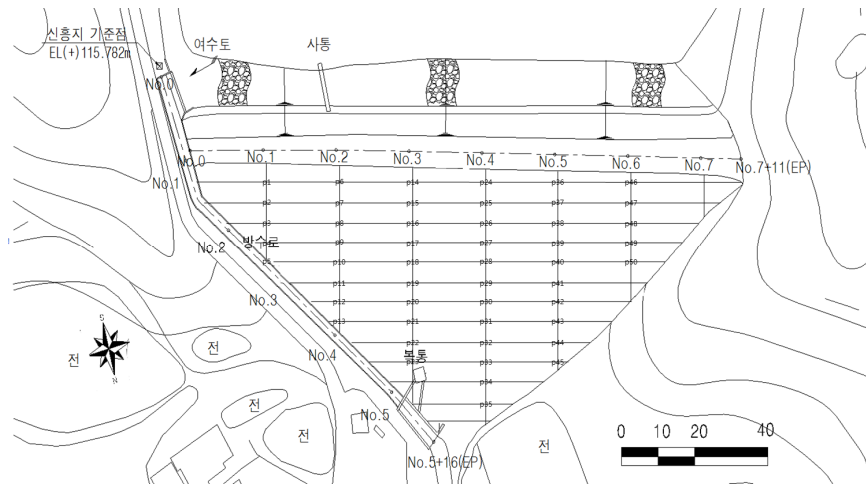 신흥지 기준점
EL(+)115.782m
여수토
사통
No.0
No.0
No.1
No.2
No.3
No.4
No.5
No.6
No.7
No.7+11(EP)
No.1
p1
p6
p14
p24
p36
p46
p2
p7
p15
p25
p37
p47
p3
p8
p16
p26
p38
p48
No.2
방수로
p9
p17
p27
p39
p49
p5
p10
p18
p28
p40
p50
p11
p19
p29
p41
No.3
p12
p20
p30
p42
p13
p21
p31
p43
No.4
p22
p32
p44
복통
p23
p33
p45
p34
p35
No.5
No.5+16(EP)
전
전
전
전
전
S
N
0 10 20 40